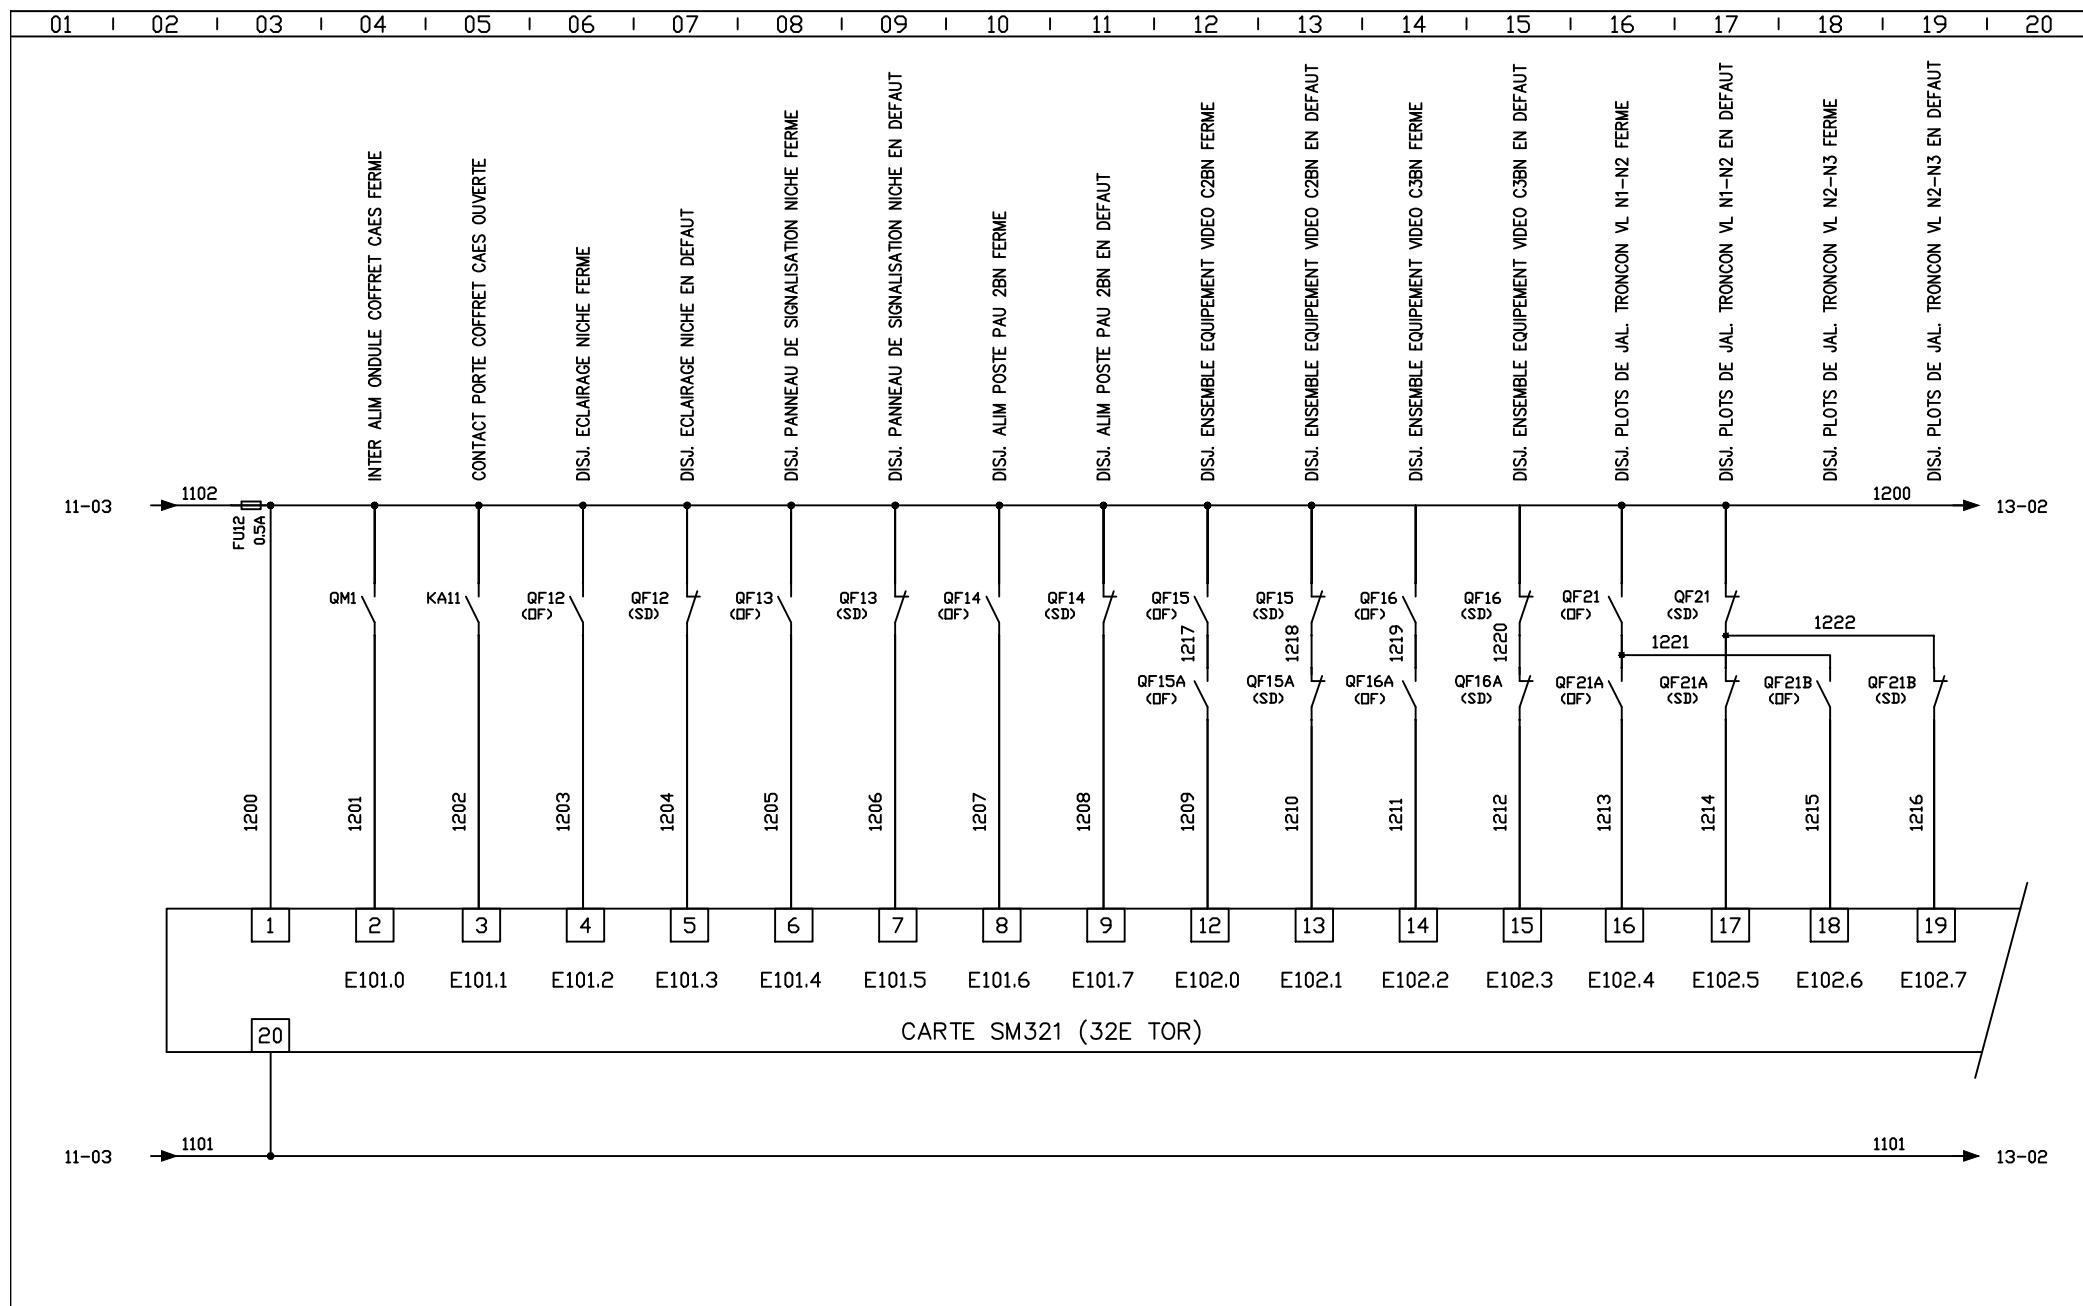 01 02 03 04 05 06 07 08 09 10 11 12 13 14 15 16 17 18 19 20
INTER ALIM ONDULE COFFRET CAES FERME
CONTACT PORTE COFFRET CAES OUVERTE
DISJ. ECLAIRAGE NICHE FERME
DISJ. ECLAIRAGE NICHE EN DEFAUT
DISJ. PANNEAU DE SIGNALISATION NICHE FERME
DISJ. PANNEAU DE SIGNALISATION NICHE EN DEFAUT
DISJ. ALIM POSTE PAU 2BN FERME
DISJ. ALIM POSTE PAU 2BN EN DEFAUT
DISJ. ENSEMBLE EQUIPEMENT VIDEO C2BN FERME
DISJ. ENSEMBLE EQUIPEMENT VIDEO C2BN EN DEFAUT
DISJ. ENSEMBLE EQUIPEMENT VIDEO C3BN FERME
DISJ. ENSEMBLE EQUIPEMENT VIDEO C3BN EN DEFAUT
DISJ. PLOTS DE JAL. TRONCON VL N1-N2 FERME
DISJ. PLOTS DE JAL. TRONCON VL N1-N2 EN DEFAUT
DISJ. PLOTS DE JAL. TRONCON VL N2-N3 FERME
DISJ. PLOTS DE JAL. TRONCON VL N2-N3 EN DEFAUT
11-03 1102 1200 13-02
FU12
0.5A
QM1 KA11 QF12 QF12 QF13 QF13 QF14 QF14 QF15 QF15 QF16 QF16 QF21 QF21
(OF) (SD) (OF) (SD) (OF) (SD) (OF) (SD) (OF) (SD) (OF) (SD)
1217 1218 1219 1220 1221 1222
QF15A QF15A QF16A QF16A QF21A QF21A QF21B QF21B
(OF) (SD) (OF) (SD) (OF) (SD) (OF) (SD)
1200 1201 1202 1203 1204 1205 1206 1207 1208 1209 1210 1211 1212 1213 1214 1215 1216
1 2 3 4 5 6 7 8 9 12 13 14 15 16 17 18 19
E101.0 E101.1 E101.2 E101.3 E101.4 E101.5 E101.6 E101.7 E102.0 E102.1 E102.2 E102.3 E102.4 E102.5 E102.6 E102.7
20 CARTE SM321 (32E TOR)
11-03 1101 1101 13-02